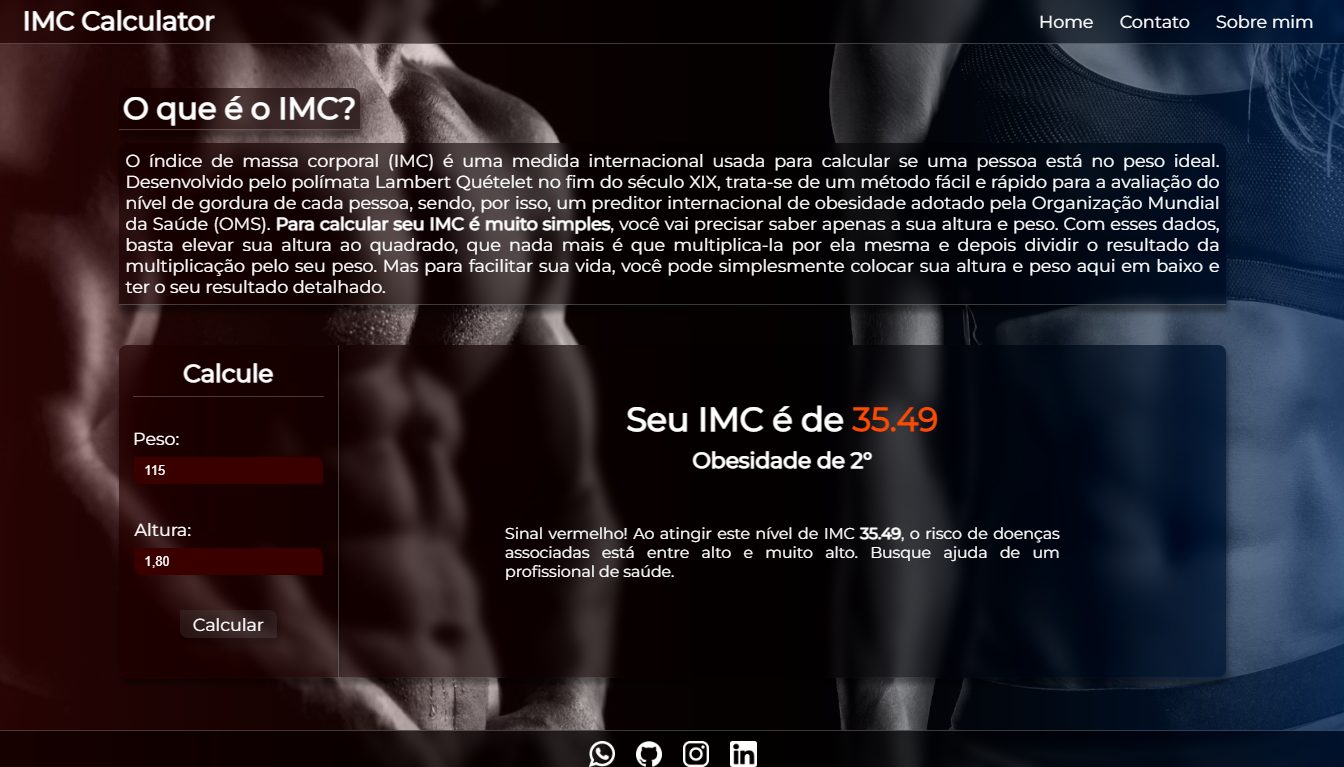 IMC Calculator
Home
Contato
Sobre mim
O que é o IMC?
O índice de massa corporal (IMC) é uma medida internacional usada para calcular se uma pessoa está no peso ideal.
Desenvolvido pelo polímata Lambert Quételet no fim do século XIX, trata-se de um método fácil e rápido para a avaliação do
nível de gordura de cada pessoa, sendo, por isso, um preditor internacional de obesidade adotado pela Organização Mundial
da Saúde (OMS). Para calcular seu IMC é muito simples, você vai precisar saber apenas a sua altura e peso. Com esses dados,
basta elevar sua altura ao quadrado, que nada mais é que multiplica-la por ela mesma e depois dividir o resultado da
multiplicação pelo seu peso. Mas para facilitar sua vida, você pode simplesmente colocar sua altura e peso aqui em baixo e
ter o seu resultado detalhado.
Calcule
Peso:
115
Altura:
1,80
Calcular
Seu IMC é de 35.49
Obesidade de 2º
Sinal vermelho! Ao atingir este nível de IMC 35.49, o risco de doenças
associadas está entre alto e muito alto. Busque ajuda de um
profissional de saúde.